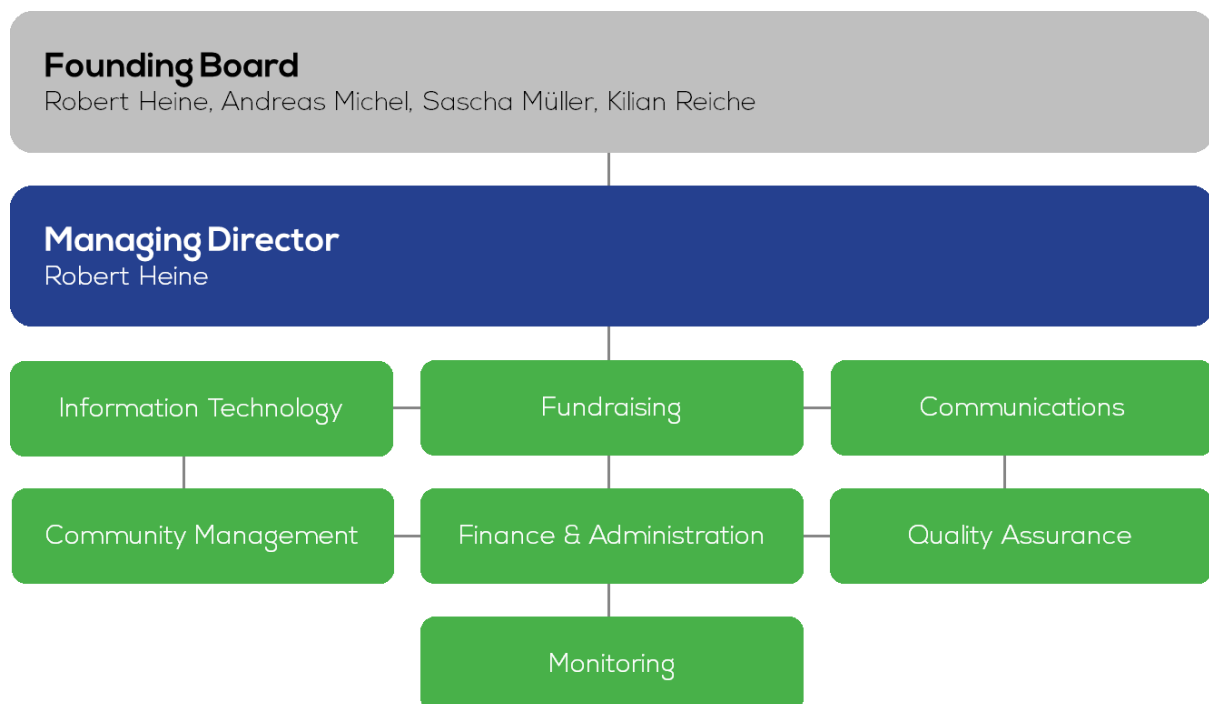 Founding Board
Robert Heine, Andreas Michel, Sascha Müller, Kilian Reiche
Managing Director
Robert Heine
Information Technology
Fundraising
Communications
Community Management
Finance & Administration
Quality Assurance
Monitoring